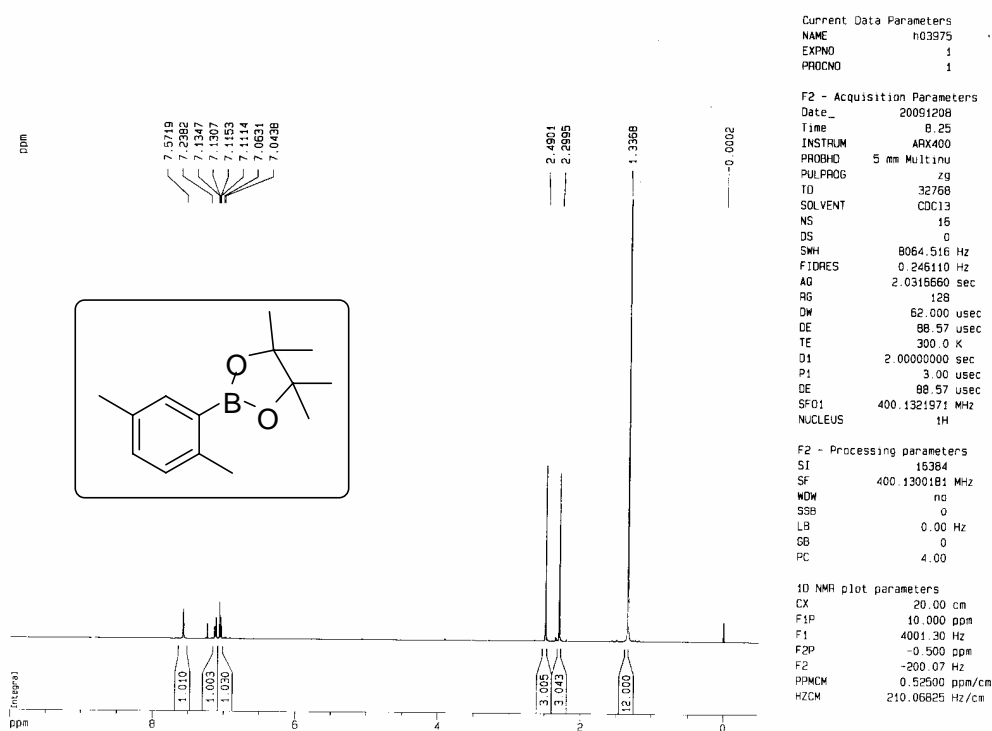 ppm
7.5719
7.2382
7.1347
7.1307
7.1153
7.1114
7.0631
7.0438
2.4901
2.2995
1.3368
-0.0002
O
B
O
Integral
1.010
1.003
1.030
3.005
3.043
12.000
ppm
8
6
4
2
0
Current Data Parameters
NAME h03975
EXPNO 1
PROCNO 1
F2 - Acquisition Parameters
Date_ 20091208
Time 8.25
INSTRUM ARX400
PROBHD 5 mm Multinu
PULPROG zg
TD 32768
SOLVENT CDCl3
NS 16
DS 0
SWH 8064.516 Hz
FIDRES 0.246110 Hz
AQ 2.0316660 sec
RG 128
DW 62.000 usec
DE 88.57 usec
TE 300.0 K
D1 2.00000000 sec
P1 3.00 usec
DE 88.57 usec
SFO1 400.1321971 MHz
NUCLEUS 1H
F2 - Processing parameters
SI 16384
SF 400.1300181 MHz
WDW no
SSB 0
LB 0.00 Hz
GB 0
PC 4.00
1D NMR plot parameters
CX 20.00 cm
F1P 10.000 ppm
F1 4001.30 Hz
F2P -0.500 ppm
F2 -200.07 Hz
PPMCM 0.52500 ppm/cm
HZCM 210.06825 Hz/cm